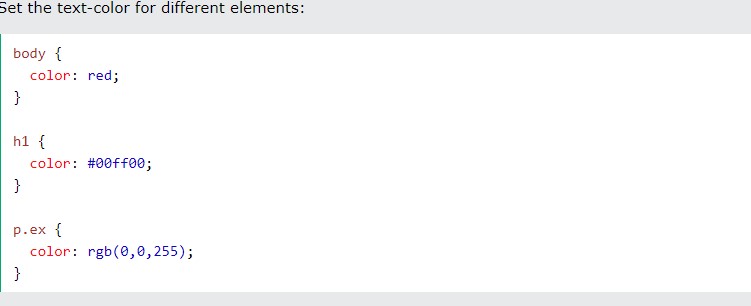 Set the text-color for different elements:
body {
  color: red;
}
h1 {
  color: #00ff00;
}
p.ex {
  color: rgb(0,0,255);
}